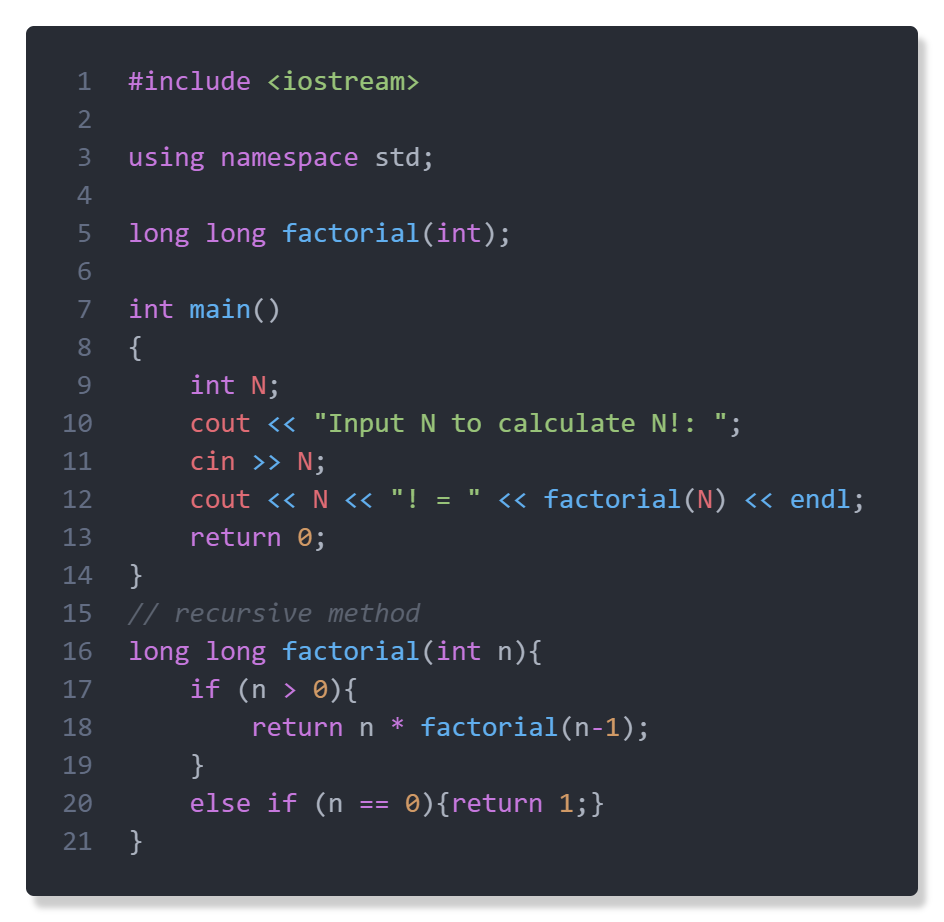 1 #include <iostream>
2
3 using namespace std;
4
5 long long factorial(int);
6
7 int main()
8 {
9     int N;
10     cout << "Input N to calculate N!: ";
11     cin >> N;
12     cout << N << "! = " << factorial(N) << endl;
13     return 0;
14 }
15 // recursive method
16 long long factorial(int n){
17     if (n > 0){
18         return n * factorial(n-1);
19     }
20     else if (n == 0){return 1;}
21 }